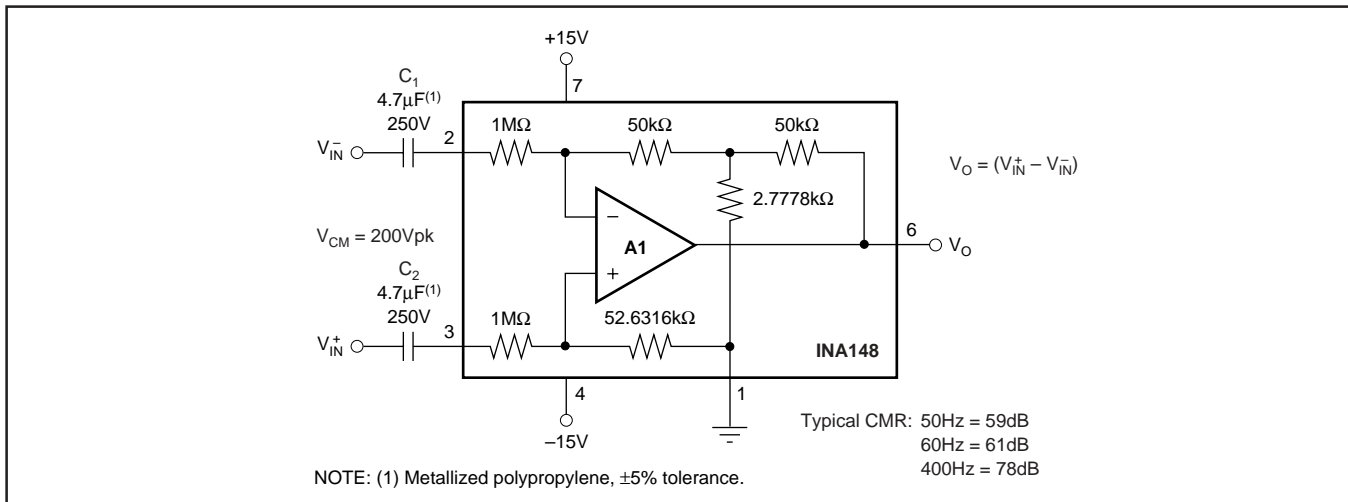 +15V
7
C1
4.7μF(1)
250V
2
1MΩ
50kΩ
50kΩ
V−IN
VO = (V+IN – V−IN)
2.7778kΩ
−
A1
+
6
VO
VCM = 200Vpk
C2
4.7μF(1)
250V
3
1MΩ
52.6316kΩ
V+IN
INA148
4
1
–15V
Typical CMR: 50Hz = 59dB
60Hz = 61dB
400Hz = 78dB
NOTE: (1) Metallized polypropylene, ±5% tolerance.